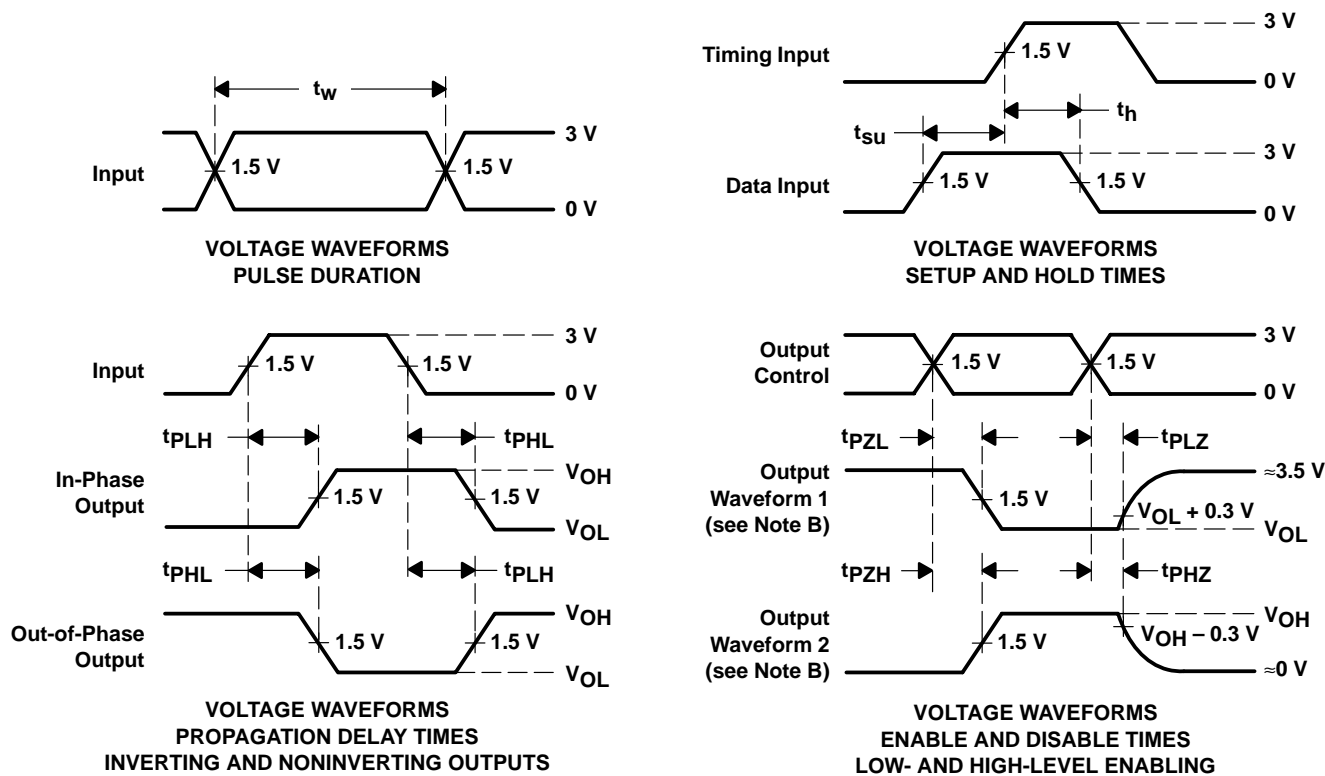 tw
3 V
Input
1.5 V
1.5 V
0 V
VOLTAGE WAVEFORMS
PULSE DURATION
3 V
Timing Input
1.5 V
0 V
th
tsu
3 V
Data Input
1.5 V
1.5 V
0 V
VOLTAGE WAVEFORMS
SETUP AND HOLD TIMES
3 V
Input
1.5 V
1.5 V
0 V
tPLH
tPHL
In-Phase
Output
1.5 V
1.5 V
VOH
VOL
tPHL
tPLH
Out-of-Phase
Output
1.5 V
1.5 V
VOH
VOL
VOLTAGE WAVEFORMS
PROPAGATION DELAY TIMES
INVERTING AND NONINVERTING OUTPUTS
3 V
Output
Control
1.5 V
1.5 V
0 V
tPZL
tPLZ
Output
Waveform 1
(see Note B)
1.5 V
≈3.5 V
VOL + 0.3 V
VOL
tPZH
tPHZ
Output
Waveform 2
(see Note B)
1.5 V
VOH
VOH – 0.3 V
≈0 V
VOLTAGE WAVEFORMS
ENABLE AND DISABLE TIMES
LOW- AND HIGH-LEVEL ENABLING